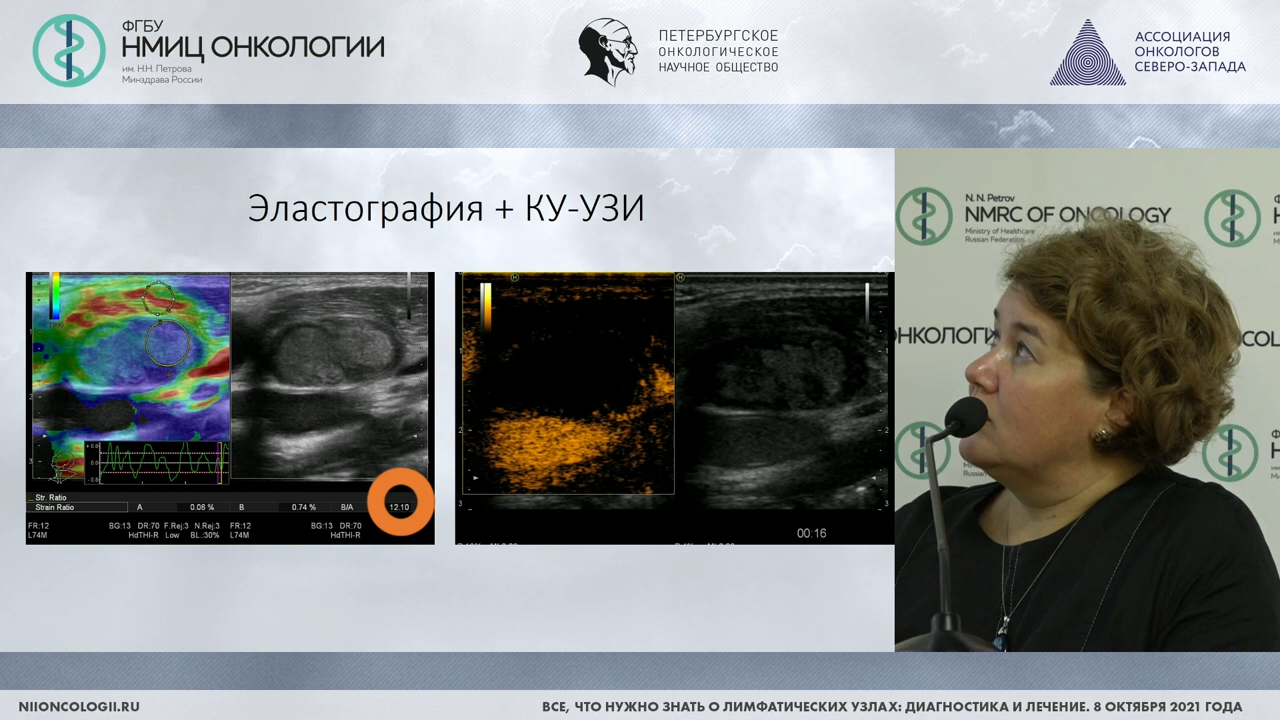 ФГБУ
НМИЦ ОНКОЛОГИИ
им. Н.Н. Петрова
Минздрава России
ПЕТЕРБУРГСКОЕ
ОНКОЛОГИЧЕСКОЕ
НАУЧНОЕ ОБЩЕСТВО
АССОЦИАЦИЯ
ОНКОЛОГОВ
СЕВЕРО-ЗАПАДА
Эластография + КУ-УЗИ
Str. Ratio
Strain Ratio A 0.06 % B 0.74 % B/A 12.10
FR:12 BG:13 DR:70 F.Rej:3 N.Rej:3 FR:12 BG:13 DR:70
L74M HdTHI-R Low BL:30% L74M HdTHI-R
00:16
N. N. Petrov
NMRC OF ONCOLOGY
Ministry of Healthcare
Russian Federation
NIIONCOLOGII.RU
ВСЕ, ЧТО НУЖНО ЗНАТЬ О ЛИМФАТИЧЕСКИХ УЗЛАХ: ДИАГНОСТИКА И ЛЕЧЕНИЕ. 8 ОКТЯБРЯ 2021 ГОДА